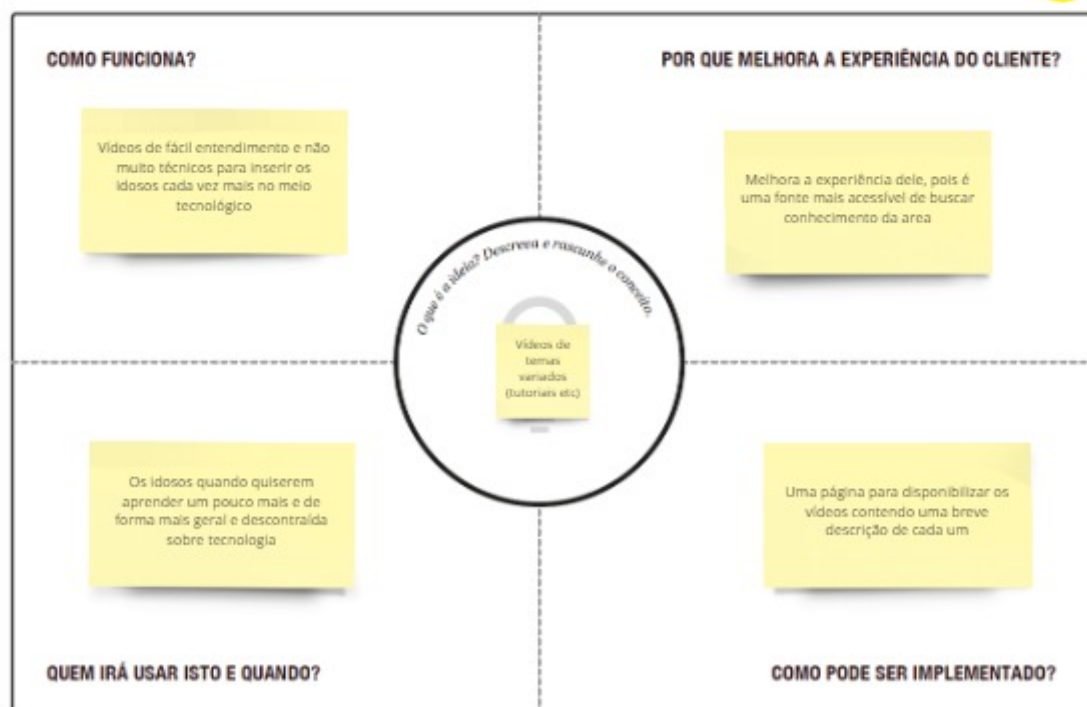 COMO FUNCIONA?
POR QUE MELHORA A EXPERIÊNCIA DO CLIENTE?
Vídeos de fácil entendimento e não
muito técnicos para inserir os
idosos cada vez mais no meio
tecnológico
Melhora a experiência dele, pois é
uma fonte mais acessível de buscar
conhecimento da area
O que é a ideia? Descreva e rascunhe o conceito.
Vídeos de
temas
variados
(tutoriais etc)
Os idosos quando quiserem
aprender um pouco mais e de
forma mais geral e descontraída
sobre tecnologia
Uma página para disponibilizar os
vídeos contendo uma breve
descrição de cada um
QUEM IRÁ USAR ISTO E QUANDO?
COMO PODE SER IMPLEMENTADO?